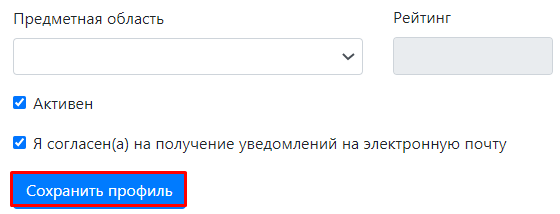 Предметная область
Рейтинг
Активен
Я согласен(а) на получение уведомлений на электронную почту
Сохранить профиль